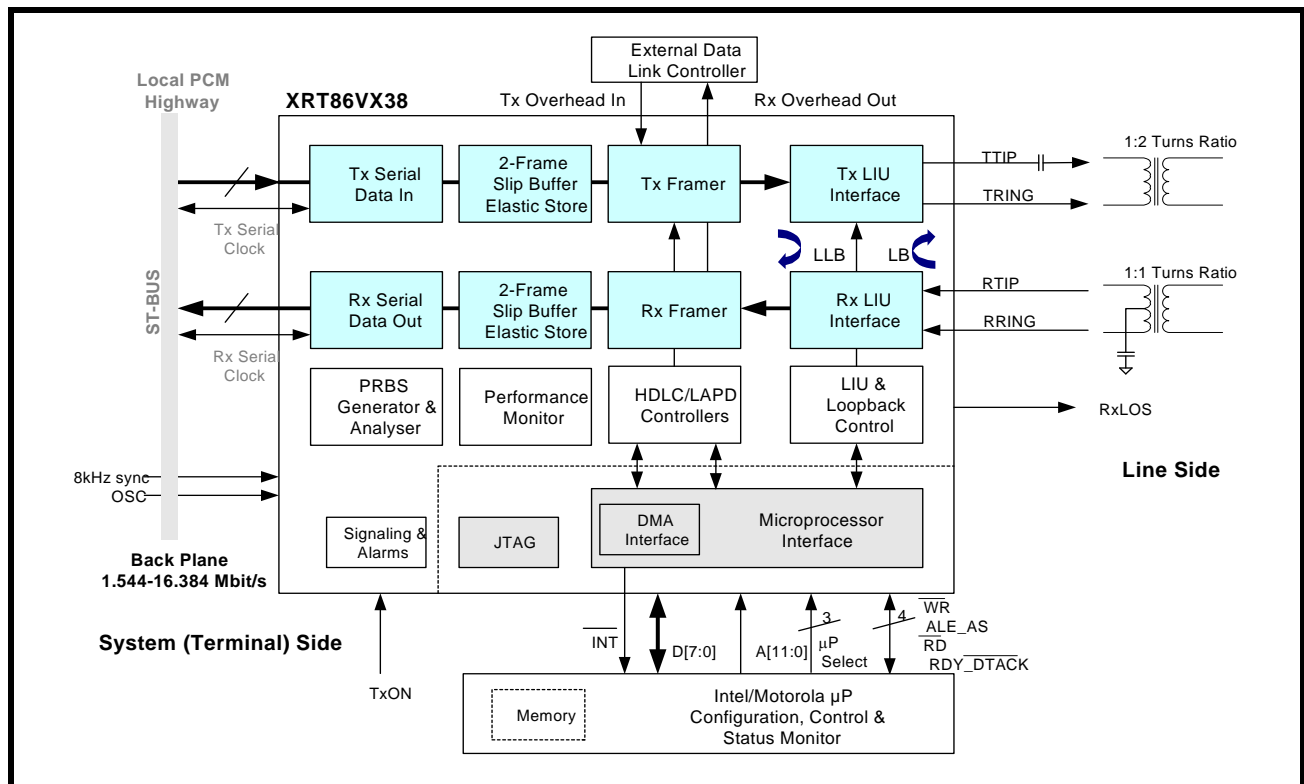 External Data
Link Controller
Local PCM
Highway
XRT86VX38
Tx Overhead In
Rx Overhead Out
Tx Serial
Data In
2-Frame
Slip Buffer
Elastic Store
Tx Framer
Tx LIU
Interface
TTIP
TRING
1:2 Turns Ratio
Tx Serial
Clock
LLB
LB
ST-BUS
Rx Serial
Data Out
2-Frame
Slip Buffer
Elastic Store
Rx Framer
Rx LIU
Interface
RTIP
RRING
1:1 Turns Ratio
Rx Serial
Clock
PRBS
Generator &
Analyser
Performance
Monitor
HDLC/LAPD
Controllers
LIU &
Loopback
Control
RxLOS
Line Side
8kHz sync
OSC
Signaling &
Alarms
JTAG
DMA
Interface
Microprocessor
Interface
Back Plane
1.544-16.384 Mbit/s
System (Terminal) Side
TxON
INT
D[7:0]
A[11:0]
3
µP
Select
4
WR
ALE_AS
RD
RDY_DTACK
Memory
Intel/Motorola µP
Configuration, Control &
Status Monitor